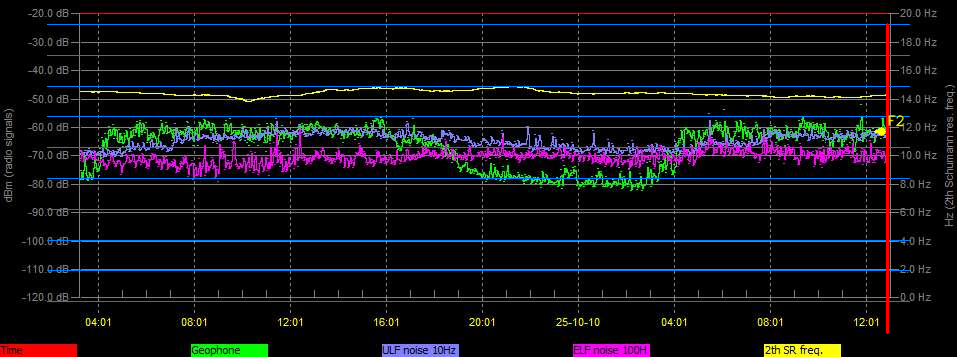 -20.0 dB 20.0 Hz
-30.0 dB 18.0 Hz
-40.0 dB 16.0 Hz
-50.0 dB 14.0 Hz
F2
-60.0 dB 12.0 Hz
-70.0 dB 10.0 Hz
-80.0 dB 8.0 Hz
-90.0 dB 6.0 Hz
-100.0 dB 4.0 Hz
-110.0 dB 2.0 Hz
-120.0 dB 0.0 Hz
dBm (radio signals)
Hz (2th Schumann res. freq.)
04:01 08:01 12:01 16:01 20:01 25-10-10 04:01 08:01 12:01
Time Geophone ULF noise 10Hz ELF noise 100H 2th SR freq.